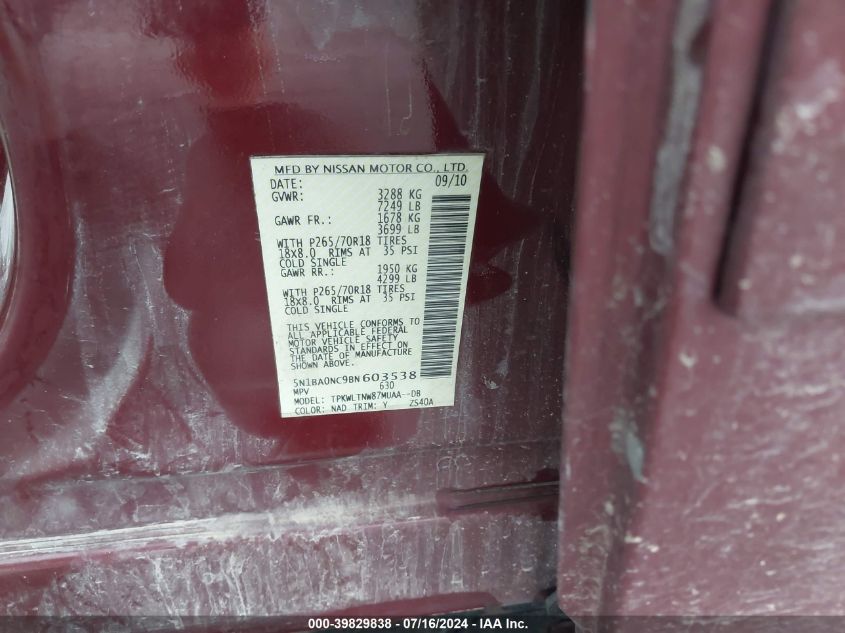 MFD BY NISSAN MOTOR CO., LTD.
DATE: 09/10
GVWR: 3288 KG
7249 LB
GAWR FR.: 1678 KG
3699 LB
WITH P265/70R18 TIRES
18x8.0 RIMS AT 35 PSI
COLD SINGLE
GAWR RR.: 1950 KG
4299 LB
WITH P265/70R18 TIRES
18x8.0 RIMS AT 35 PSI
COLD SINGLE
THIS VEHICLE CONFORMS TO
ALL APPLICABLE FEDERAL
MOTOR VEHICLE SAFETY
STANDARDS IN EFFECT ON
THE DATE OF MANUFACTURE
SHOWN ABOVE.
5N1BA0NC9BN603538
MPV 630
MODEL: TPKWLTNW87MUAA--DB
COLOR: NAD TRIM: Y ZS40A
000-39829838 - 07/16/2024 - IAA Inc.